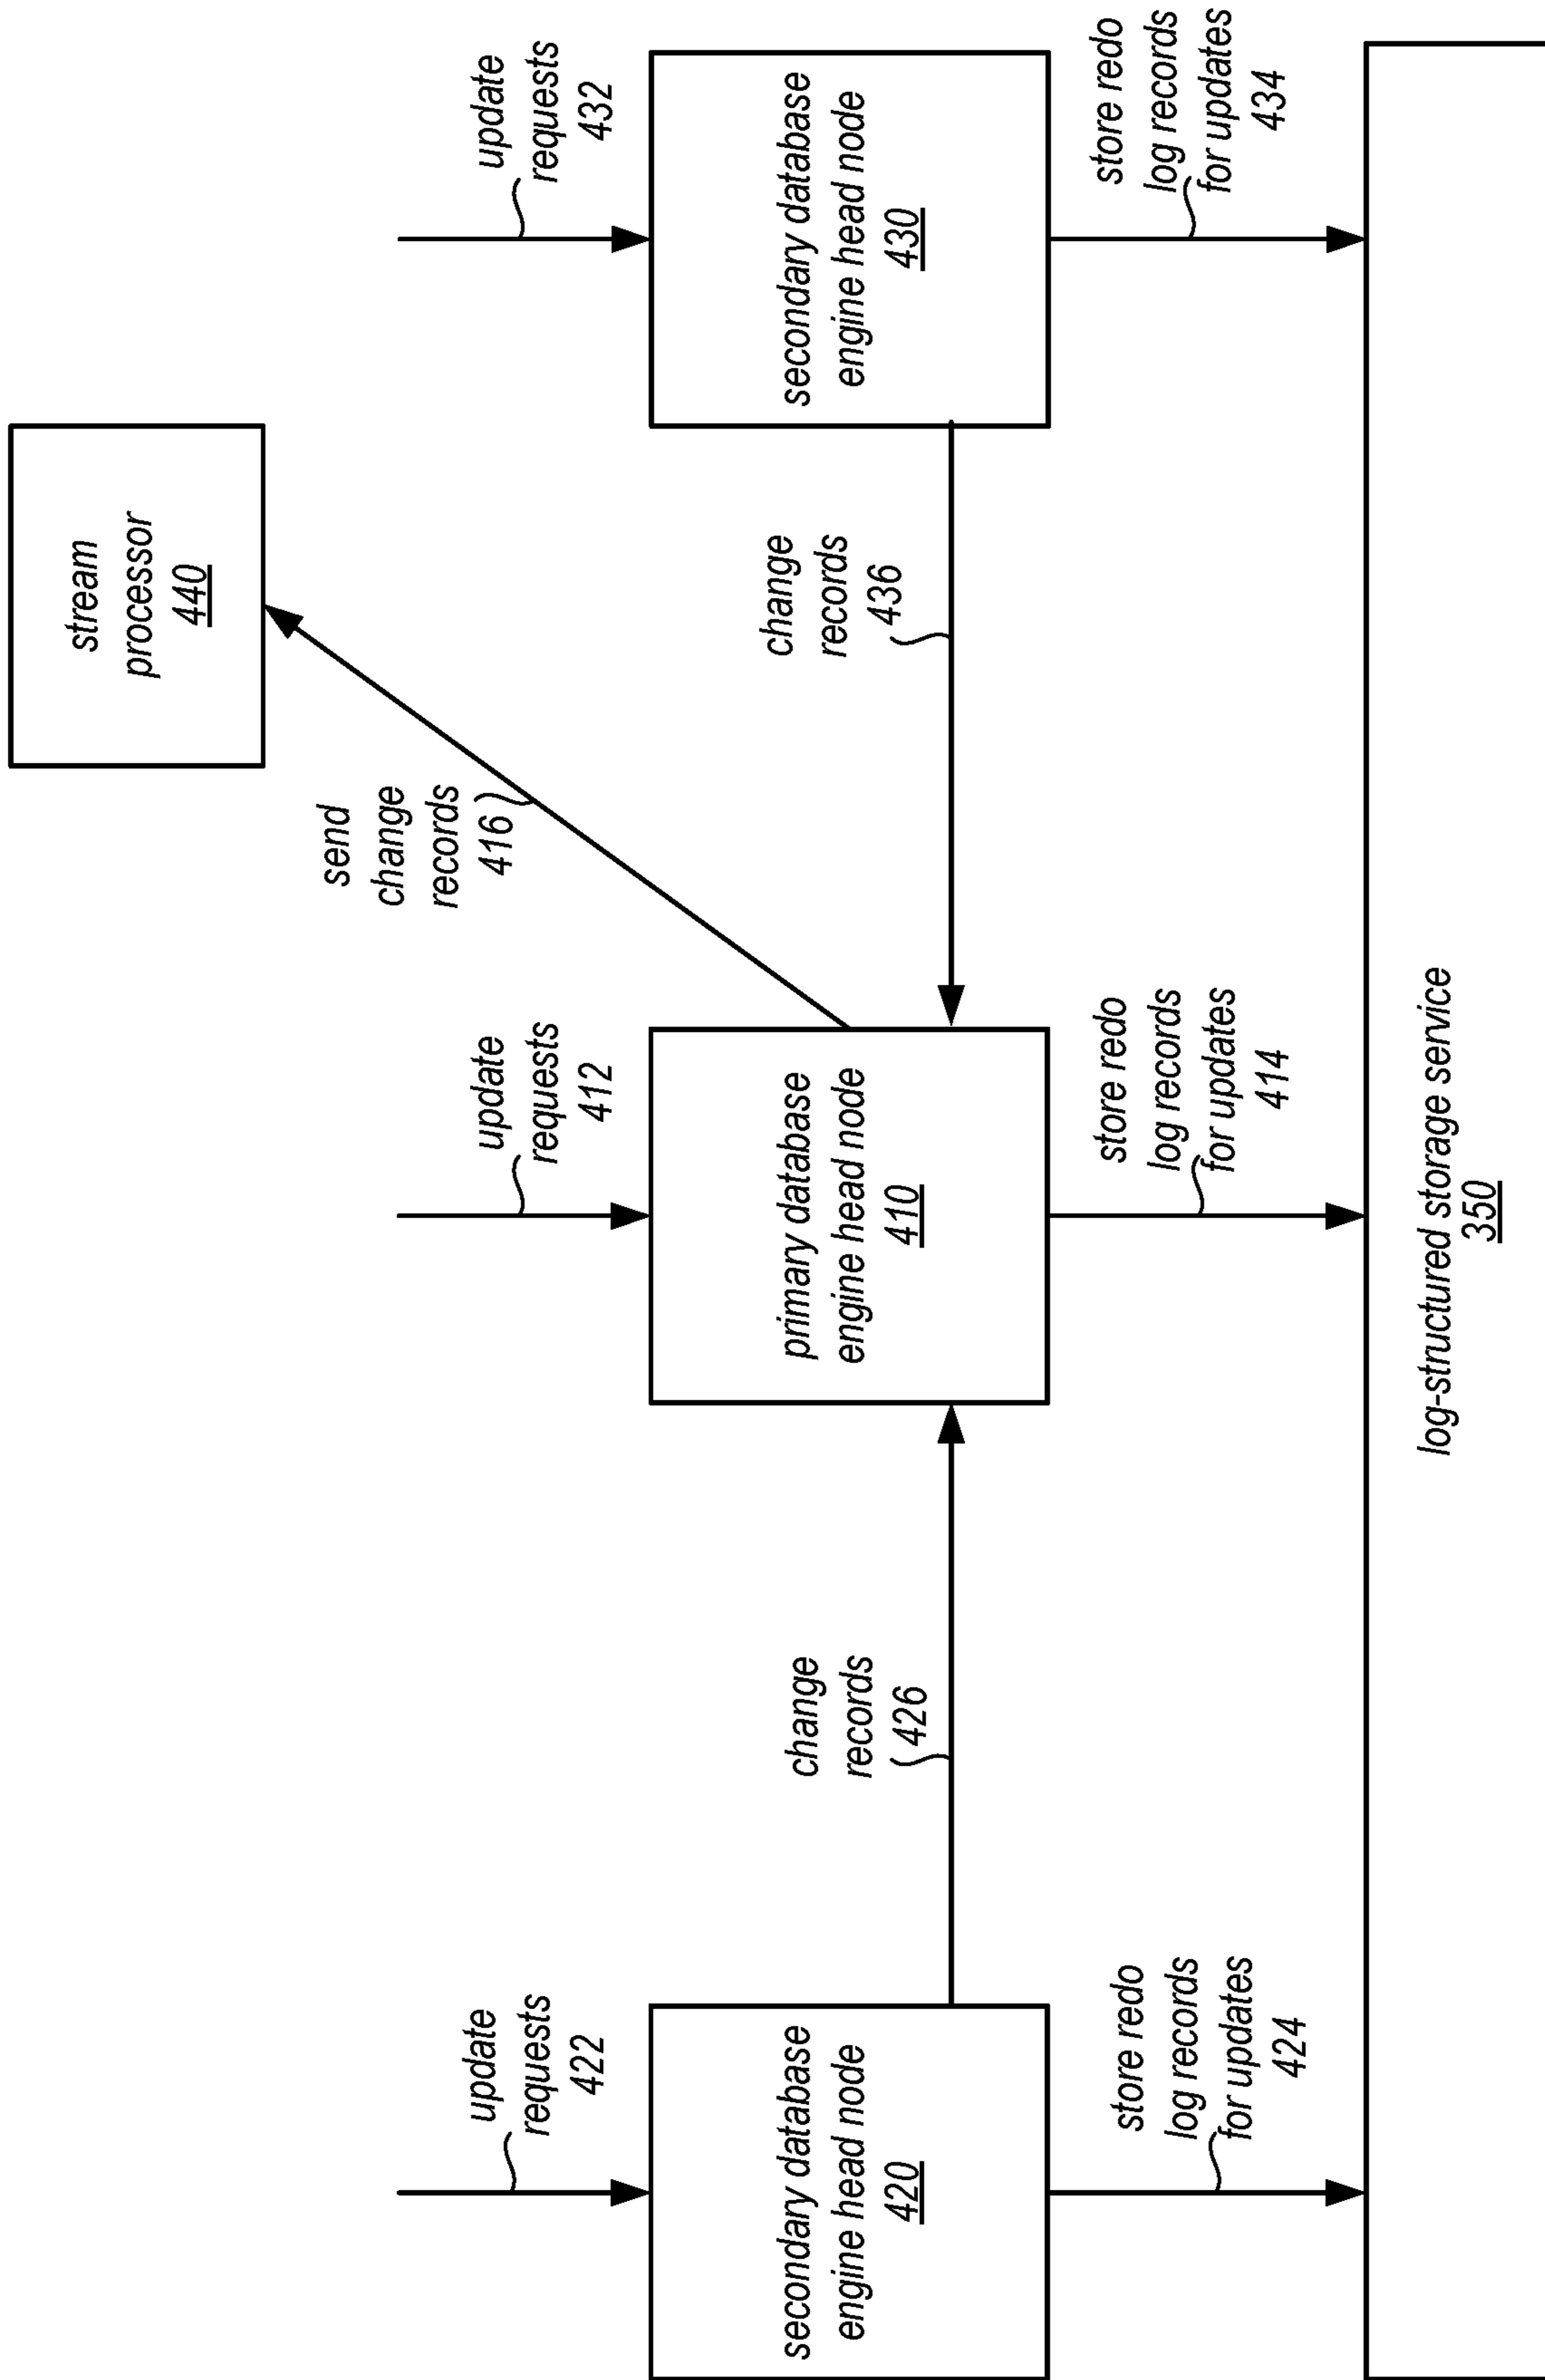 stream
processor
440
send
change
records
416
update
requests
422
update
requests
412
update
requests
432
secondary database
engine head node
420
change
records
426
primary database
engine head node
410
change
records
436
secondary database
engine head node
430
store redo
log records
for updates
424
store redo
log records
for updates
414
store redo
log records
for updates
434
log-structured storage service
350